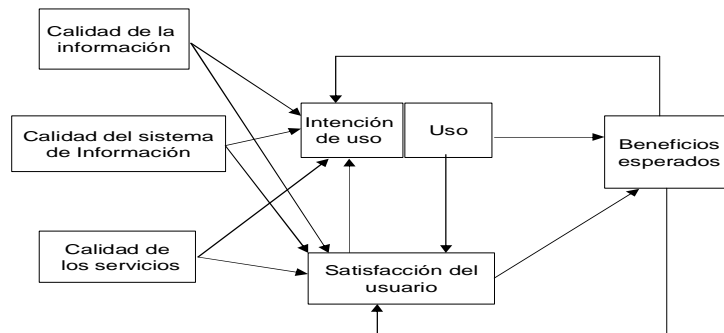 Calidad de la
información
Calidad del sistema
de Información
Calidad de
los servicios
Intención
de uso
Uso
Satisfacción del
usuario
Beneficios
esperados